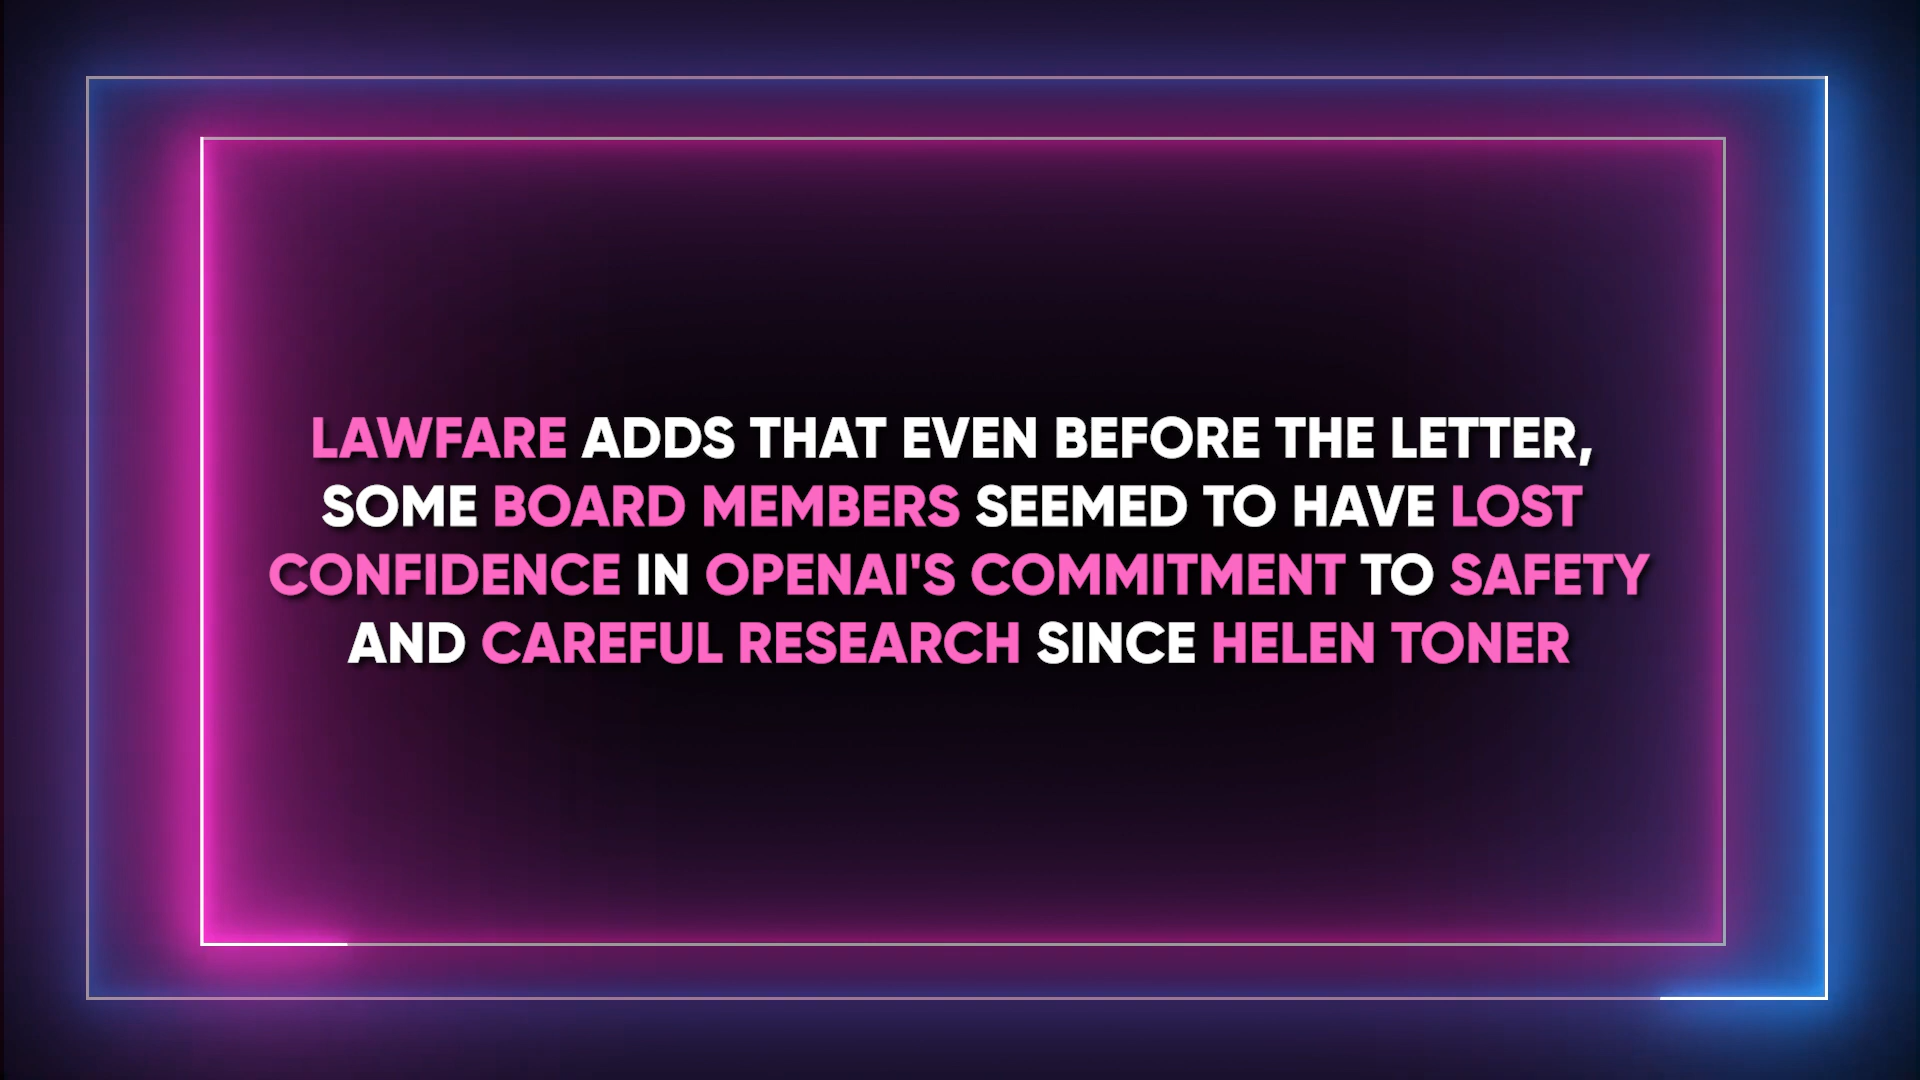 LAWFARE ADDS THAT EVEN BEFORE THE LETTER,
SOME BOARD MEMBERS SEEMED TO HAVE LOST
CONFIDENCE IN OPENAI'S COMMITMENT TO SAFETY
AND CAREFUL RESEARCH SINCE HELEN TONER